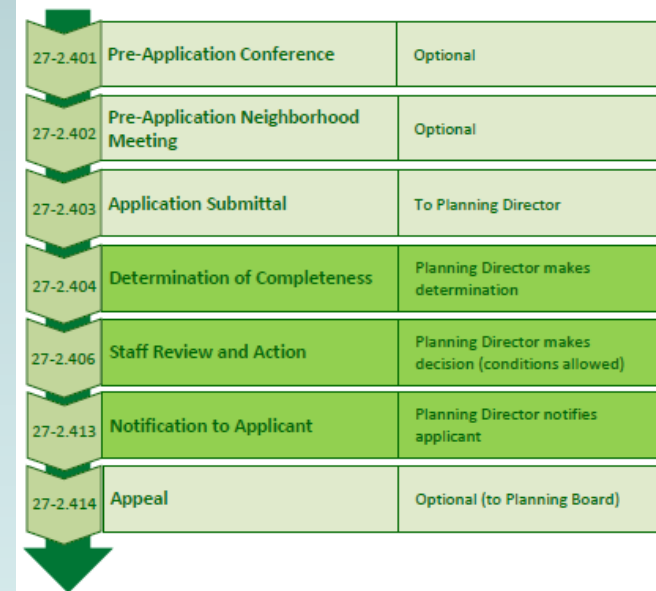 27-2.401 Pre-Application Conference Optional
27-2.402 Pre-Application Neighborhood
Meeting Optional
27-2.403 Application Submittal To Planning Director
27-2.404 Determination of Completeness Planning Director makes
determination
27-2.406 Staff Review and Action Planning Director makes
decision (conditions allowed)
27-2.413 Notification to Applicant Planning Director notifies
applicant
27-2.414 Appeal Optional (to Planning Board)